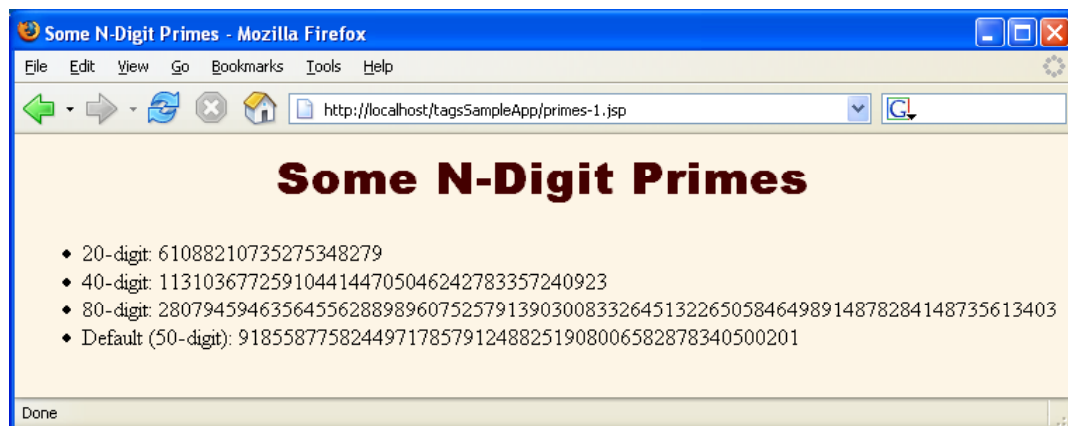 Some N-Digit Primes - Mozilla Firefox
File Edit View Go Bookmarks Tools Help
http://localhost/tagsSampleApp/primes-1.jsp G
Some N-Digit Primes
• 20-digit: 61088210735275348279
• 40-digit: 1131036772591044144705046242783357240923
• 80-digit: 28079459463564556288989607525791390300833264513226505846498914878284148735613403
• Default (50-digit): 91855877582449717857912488251908006582878340500201
Done